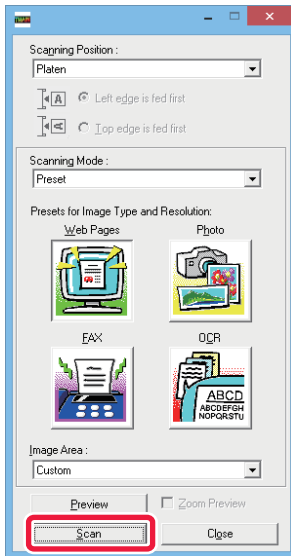 Scanning Position :
Platen
A Left edge is fed first
A Top edge is fed first
Scanning Mode :
Preset
Presets for Image Type and Resolution:
Web Pages Photo
FAX OCR
ABCD
ABCDEFGH
NOPQRSTU
Image Area :
Custom
Preview Zoom Preview
Scan Close